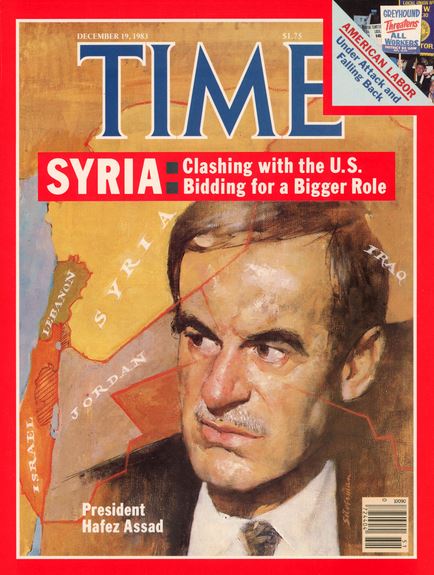 DECEMBER 19, 1983
$1.75
TIME
GREYHOUND
Threatens
ALL
WORKERS
AMERICAN LABOR
Under Attack and
Falling Back
SYRIA:
Clashing with the U.S.
Bidding for a Bigger Role
SYRIA
IRAQ
LEBANON
JORDAN
ISRAEL
President
Hafez Assad